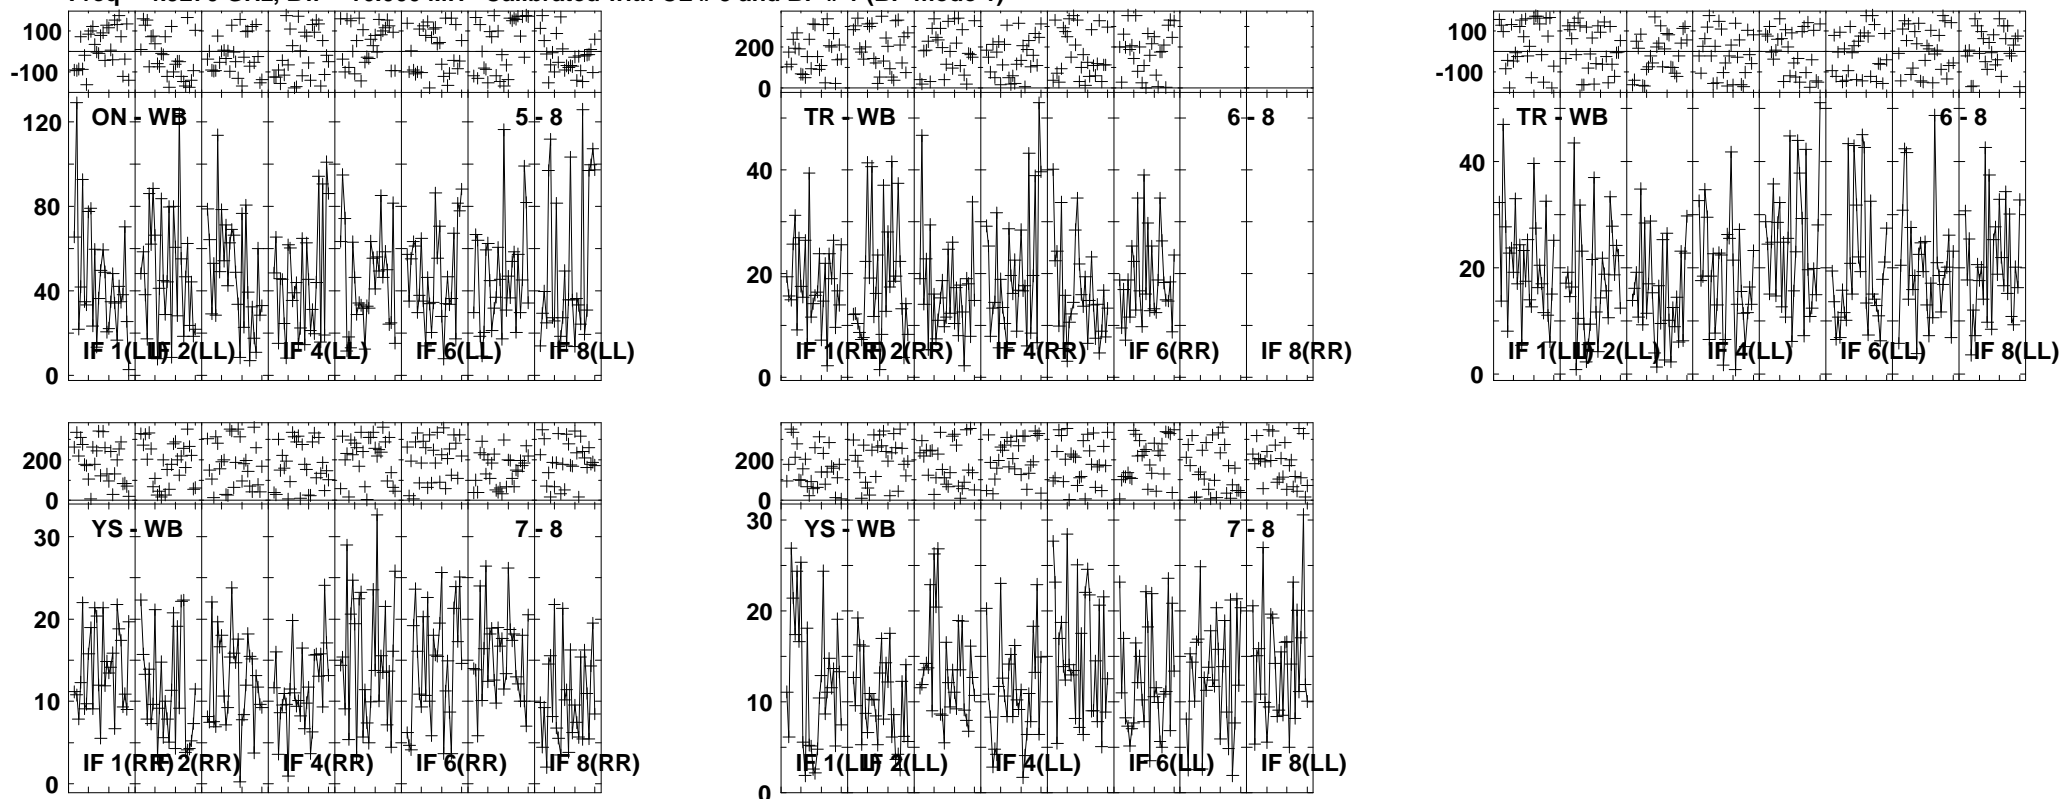 100
-100
ON - WB 5 - 8
120
80
40
0
IF 1(LL) IF 2(LL) IF 4(LL) IF 6(LL) IF 8(LL)
200
0
TR - WB 6 - 8
40
20
0
IF 1(RR) IF 2(RR) IF 4(RR) IF 6(RR) IF 8(RR)
100
-100
TR - WB 6 - 8
40
20
0
IF 1(LL) IF 2(LL) IF 4(LL) IF 6(LL) IF 8(LL)
200
0
YS - WB 7 - 8
30
20
10
0
IF 1(RR) IF 2(RR) IF 4(RR) IF 6(RR) IF 8(RR)
200
0
YS - WB 7 - 8
30
20
10
0
IF 1(LL) IF 2(LL) IF 4(LL) IF 6(LL) IF 8(LL)